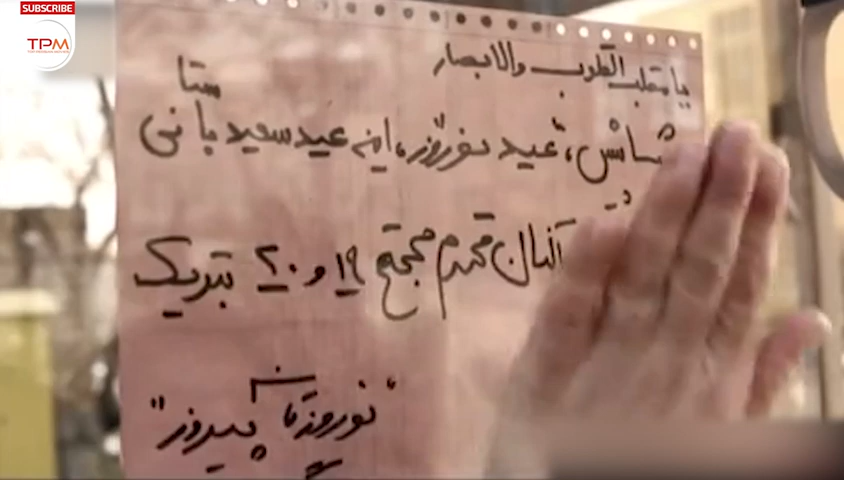 SUBSCRIBE
TPM
یا مقلب القلوب والابصار
عید نوروز، این عید سعید باستانی
محترم مجتمع ۱۹ و ۲۰ تبریک
"نوروزتان پیروز"